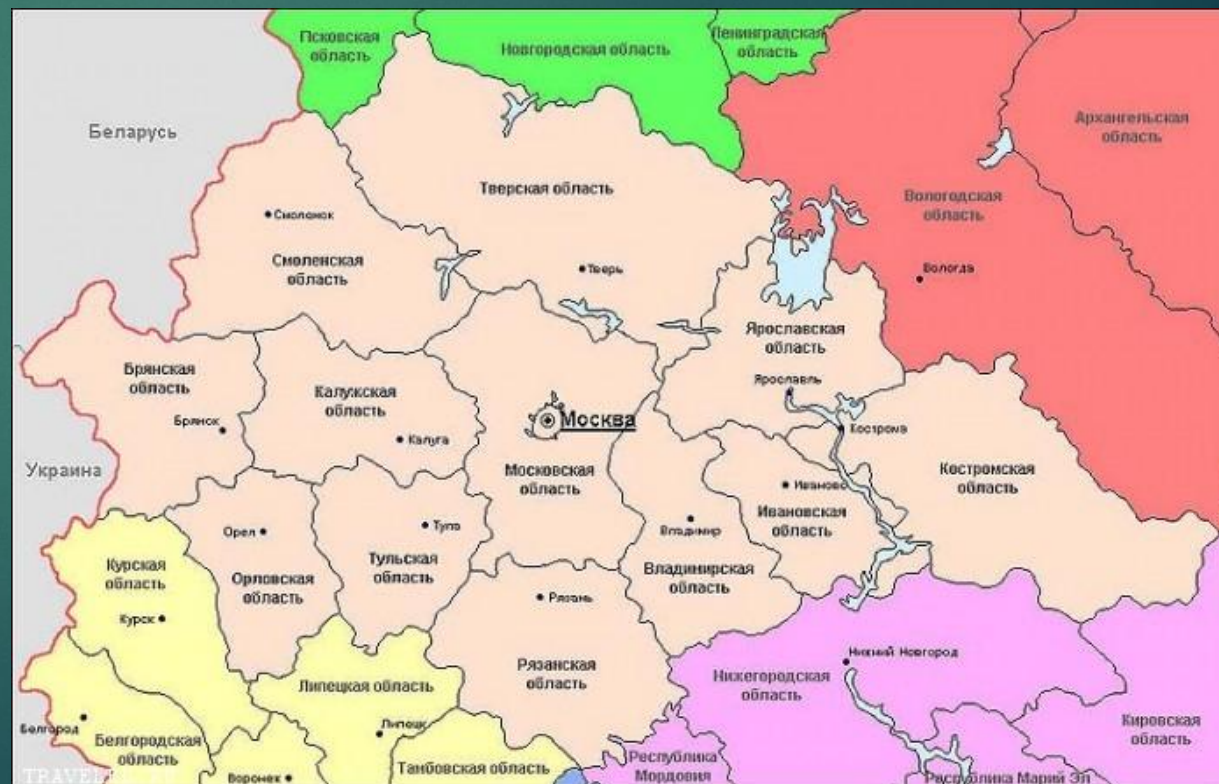 Псковская
область
Новгородская область
Ленинградская
область
Беларусь
Архангельская
область
Тверская область
Вологодская
область
Смоленск
Смоленская
область
Тверь
Вологда
Ярославская
область
Брянская
область
Калужская
область
Ярославль
Москва
Брянск
Калуга
Кострома
Украина
Московская
область
Костромская
область
Иваново
Ивановская
область
Орел
Тула
Владимир
Курская
область
Тульская
область
Орловская
область
Владимирская
область
Рязань
Курск
Нижний Новгород
Рязанская
область
Липецкая область
Нижегородская
область
Белгород
Липецк
Кировская
область
Белгородская
область
Воронеж
Тамбовская область
Республика
Мордовия
Республика Марий Эл